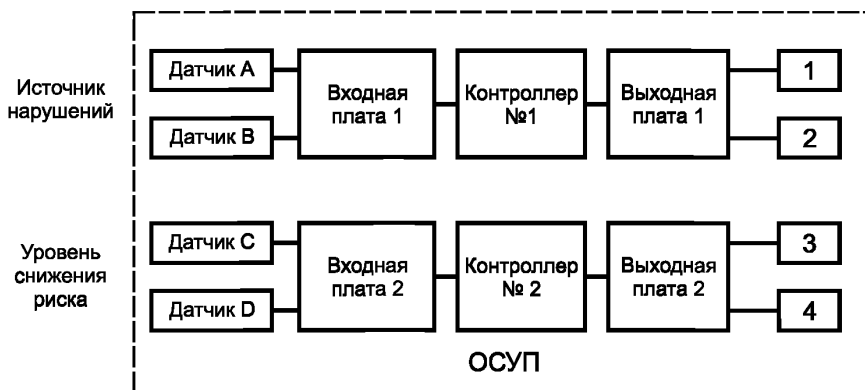 Источник
нарушений
Датчик A
Датчик B
Входная
плата 1
Контроллер
№1
Выходная
плата 1
1
2
Уровень
снижения
риска
Датчик C
Датчик D
Входная
плата 2
Контроллер
№ 2
Выходная
плата 2
3
4
ОСУП